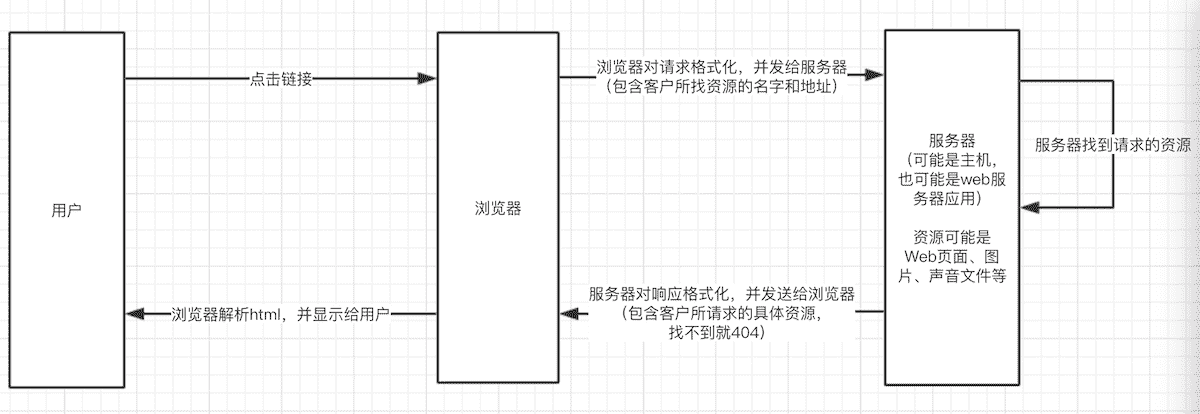 点击链接
浏览器对请求格式化，并发给服务器
（包含客户所找资源的名字和地址）
服务器
（可能是主机，
也可能是web服
务器应用）
服务器找到请求的资源
用户
浏览器
资源可能是
Web页面、图
片、声音文件等
服务器对响应格式化，并发送给浏览器
（包含客户所请求的具体资源，
找不到就404）
浏览器解析html，并显示给用户